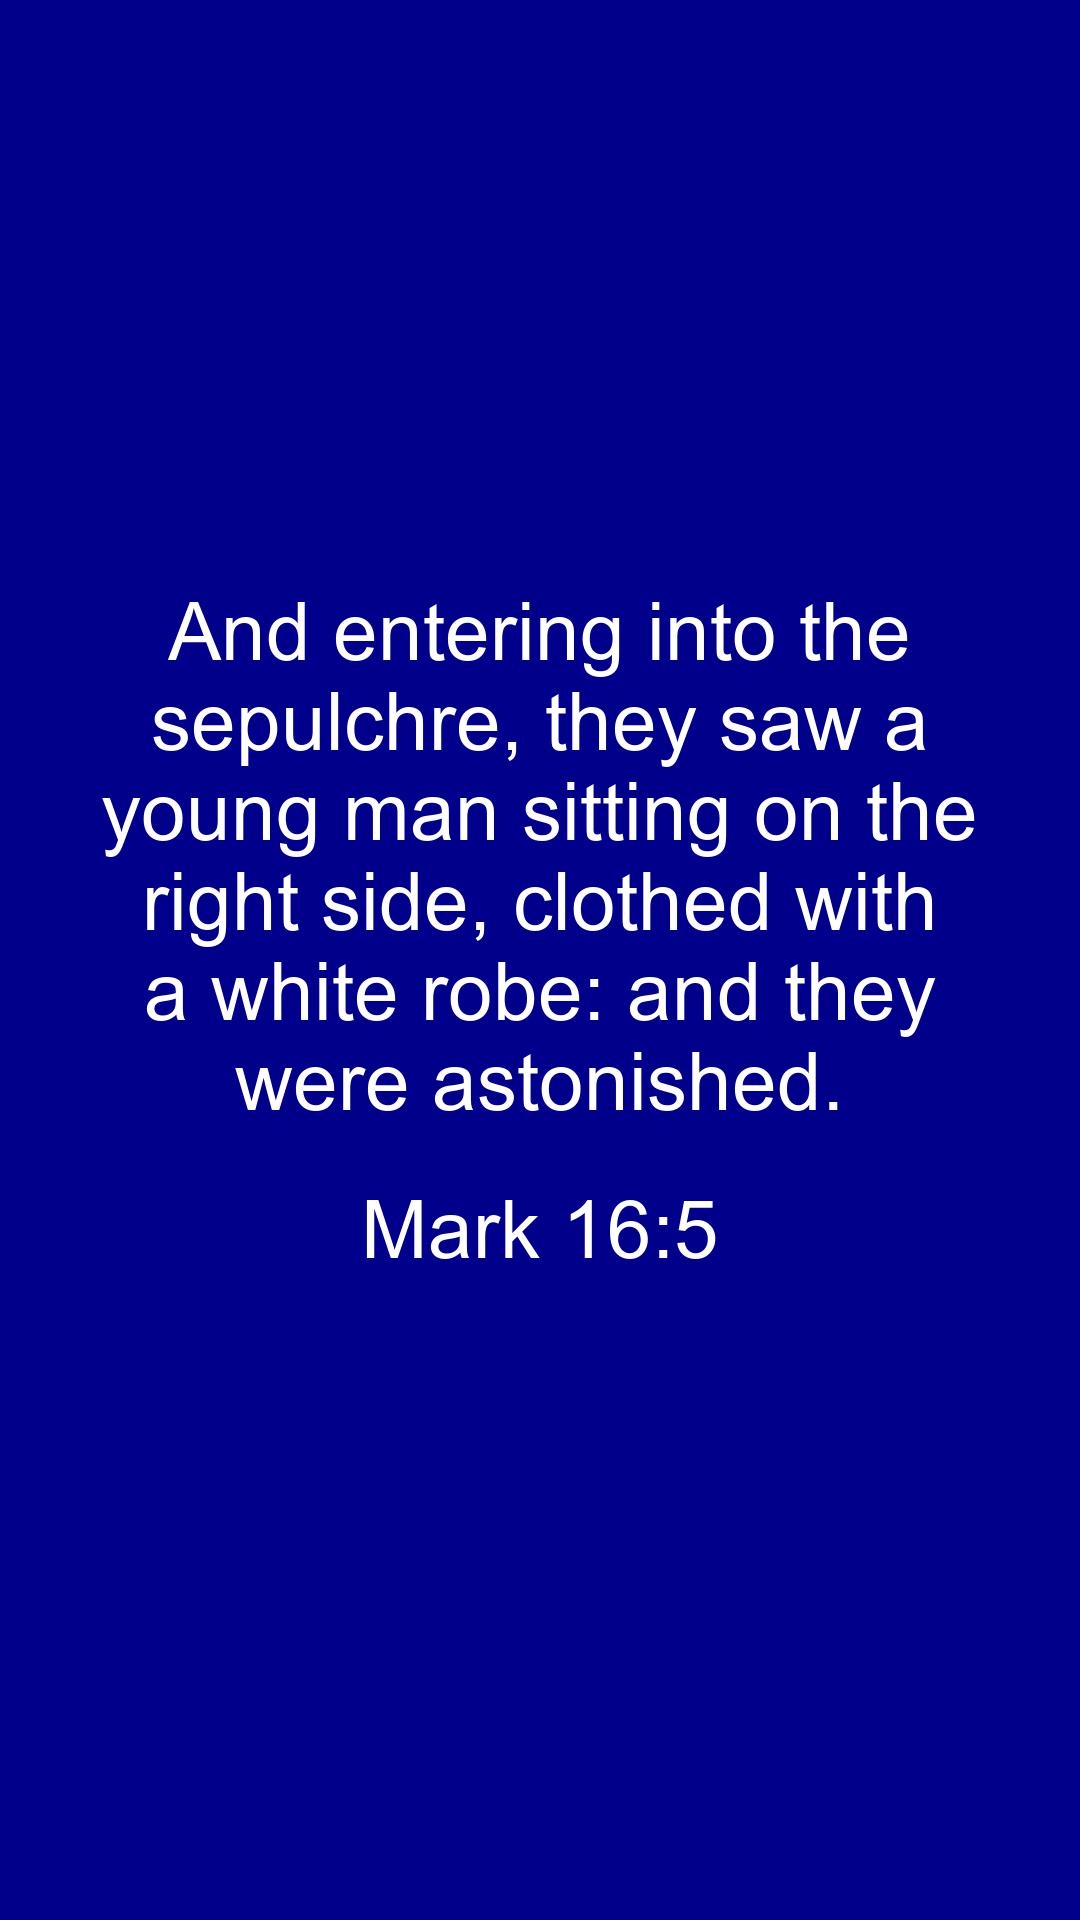 And entering into the
sepulchre, they saw a
young man sitting on the
right side, clothed with
a white robe: and they
were astonished.
Mark 16:5